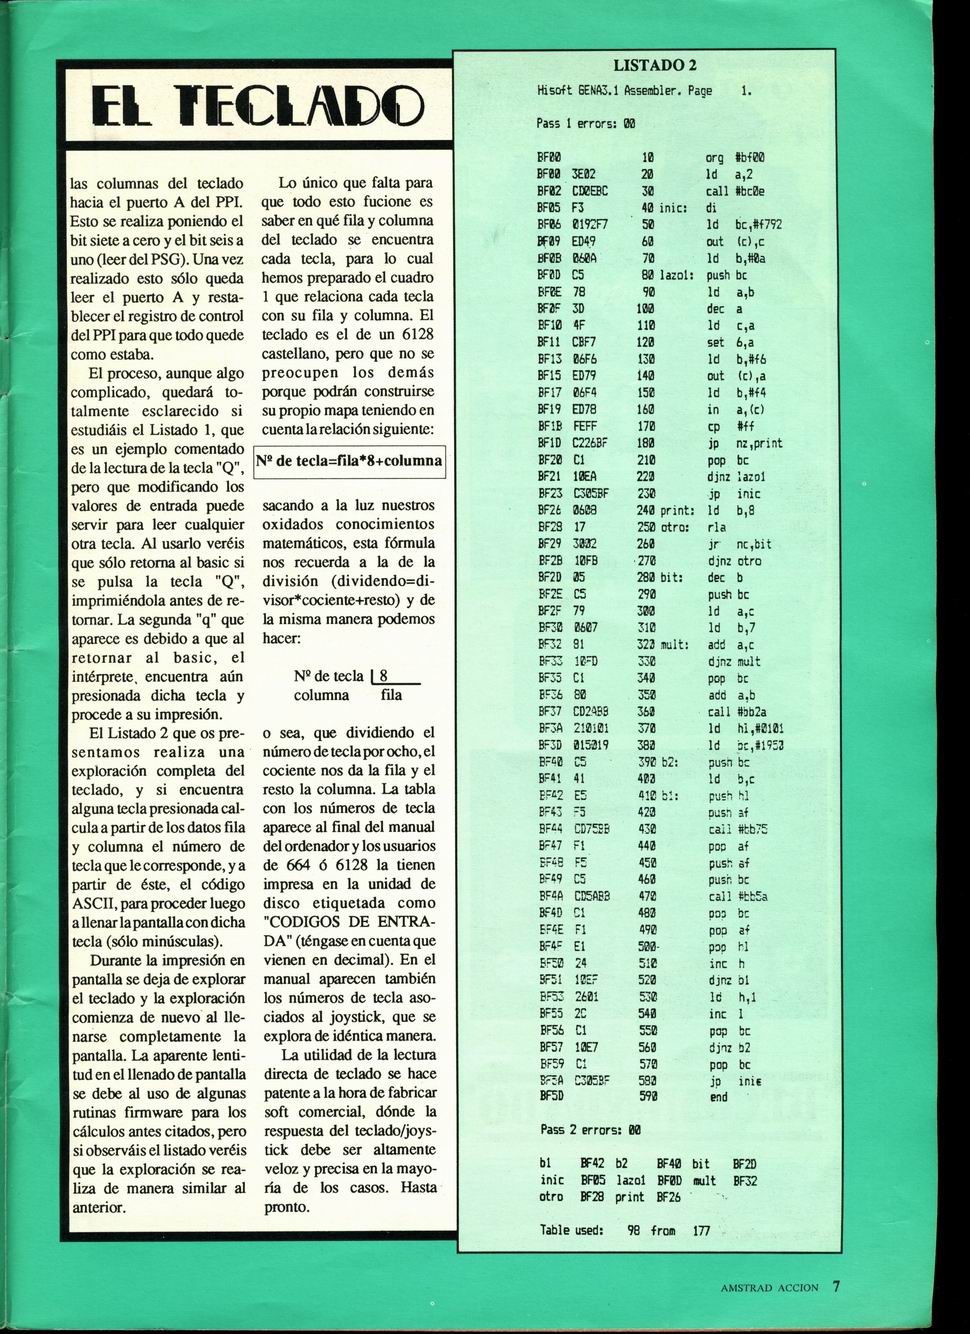 EL TECLADO
las columnas del teclado
hacia el puerto A del PPI.
Esto se realiza poniendo el
bit siete a cero y el bit seis a
uno (leer del PSG). Una vez
realizado esto sólo queda
leer el puerto A y resta-
blecer el registro de control
del PPI para que todo quede
como estaba.
El proceso, aunque algo
complicado, quedará to-
talmente esclarecido si
estudiáis el Listado 1, que
es un ejemplo comentado
de la lectura de la tecla "Q",
pero que modificando los
valores de entrada puede
servir para leer cualquier
otra tecla. Al usarlo veréis
que sólo retorna al basic si
se pulsa la tecla "Q",
imprimiéndola antes de re-
tornar. La segunda "q" que
aparece es debido a que al
retornar al basic, el
intérprete, encuentra aún
presionada dicha tecla y
procede a su impresión.
El Listado 2 que os pre-
sentamos realiza una
exploración completa del
teclado, y si encuentra
alguna tecla presionada cal-
cula a partir de los datos fila
y columna el número de
tecla que le corresponde, y a
partir de éste, el código
ASCII, para proceder luego
a llenar la pantalla con dicha
tecla (sólo minúsculas).
Durante la impresión en
pantalla se deja de explorar
el teclado y la exploración
comienza de nuevo al lle-
narse completamente la
pantalla. La aparente lenti-
tud en el llenado de pantalla
se debe al uso de algunas
rutinas firmware para los
cálculos antes citados, pero
si observáis el listado veréis
que la exploración se rea-
liza de manera similar al
anterior.
Lo único que falta para
que todo esto fucione es
saber en qué fila y columna
del teclado se encuentra
cada tecla, para lo cual
hemos preparado el cuadro
1 que relaciona cada tecla
con su fila y columna. El
teclado es el de un 6128
castellano, pero que no se
preocupen los demás
porque podrán construirse
su propio mapa teniendo en
cuenta la relación siguiente:
Nº de tecla=fila*8+columna
sacando a la luz nuestros
oxidados conocimientos
matemáticos, esta fórmula
nos recuerda a la de la
división (dividendo=di-
visor*cociente+resto) y de
la misma manera podemos
hacer:
Nº de tecla 8
columna fila
o sea, que dividiendo el
número de tecla por ocho, el
cociente nos da la fila y el
resto la columna. La tabla
con los números de tecla
aparece al final del manual
del ordenador y los usuarios
de 664 ó 6128 la tienen
impresa en la unidad de
disco etiquetada como
"CODIGOS DE ENTRA-
DA" (téngase en cuenta que
vienen en decimal). En el
manual aparecen también
los números de tecla aso-
ciados al joystick, que se
explora de idéntica manera.
La utilidad de la lectura
directa de teclado se hace
patente a la hora de fabricar
soft comercial, dónde la
respuesta del teclado/joys-
tick debe ser altamente
veloz y precisa en la mayo-
ría de los casos. Hasta
pronto.
LISTADO 2
Hisoft GENA3.1 Assembler. Page 1.
Pass 1 errors: 00
BF00 10 org #bf00
BF00 3E02 20 ld a,2
BF02 CD0EBC 30 call #bc0e
BF05 F3 40 inic: di
BF06 0192F7 50 ld bc,#f792
BF09 ED49 60 out (c),c
BF0B 060A 70 ld b,#0a
BF0D C5 80 lazo1: push bc
BF0E 78 90 ld a,b
BF0F 3D 100 dec a
BF10 4F 110 ld c,a
BF11 CBF7 120 set 6,a
BF13 06F6 130 ld b,#f6
BF15 ED79 140 out (c),a
BF17 06F4 150 ld b,#f4
BF19 ED78 160 in a,(c)
BF1B FEFF 170 cp #ff
BF1D C226BF 180 jp nz,print
BF20 C1 210 pop bc
BF21 10EA 220 djnz lazo1
BF23 C305BF 230 jp inic
BF26 0608 240 print: ld b,8
BF28 17 250 otro: rla
BF29 3002 260 jr nc,bit
BF2B 10FB 270 djnz otro
BF2D 05 280 bit: dec b
BF2E C5 290 push bc
BF2F 79 300 ld a,c
BF30 0607 310 ld b,7
BF32 81 320 mult: add a,c
BF33 10FD 330 djnz mult
BF35 C1 340 pop bc
BF36 80 350 add a,b
BF37 CD2ABB 360 call #bb2a
BF3A 210101 370 ld hl,#0101
BF3D 015019 380 ld bc,#1950
BF40 C5 390 b2: push bc
BF41 41 400 ld b,c
BF42 E5 410 b1: push hl
BF43 F5 420 push af
BF44 CD75BB 430 call #bb75
BF47 F1 440 pop af
BF48 F5 450 push af
BF49 C5 460 push bc
BF4A CD5ABB 470 call #bb5a
BF4D C1 480 pop bc
BF4E F1 490 pop af
BF4F E1 500 pop hl
BF50 24 510 inc h
BF51 10EF 520 djnz b1
BF53 2601 530 ld h,1
BF55 2C 540 inc l
BF56 C1 550 pop bc
BF57 10E7 560 djnz b2
BF59 C1 570 pop bc
BF5A C305BF 580 jp inic
BF5D 590 end
Pass 2 errors: 00
b1 BF42 b2 BF40 bit BF2D
inic BF05 lazo1 BF0D mult BF32
otro BF28 print BF26
Table used: 98 from 177
AMSTRAD ACCION 7